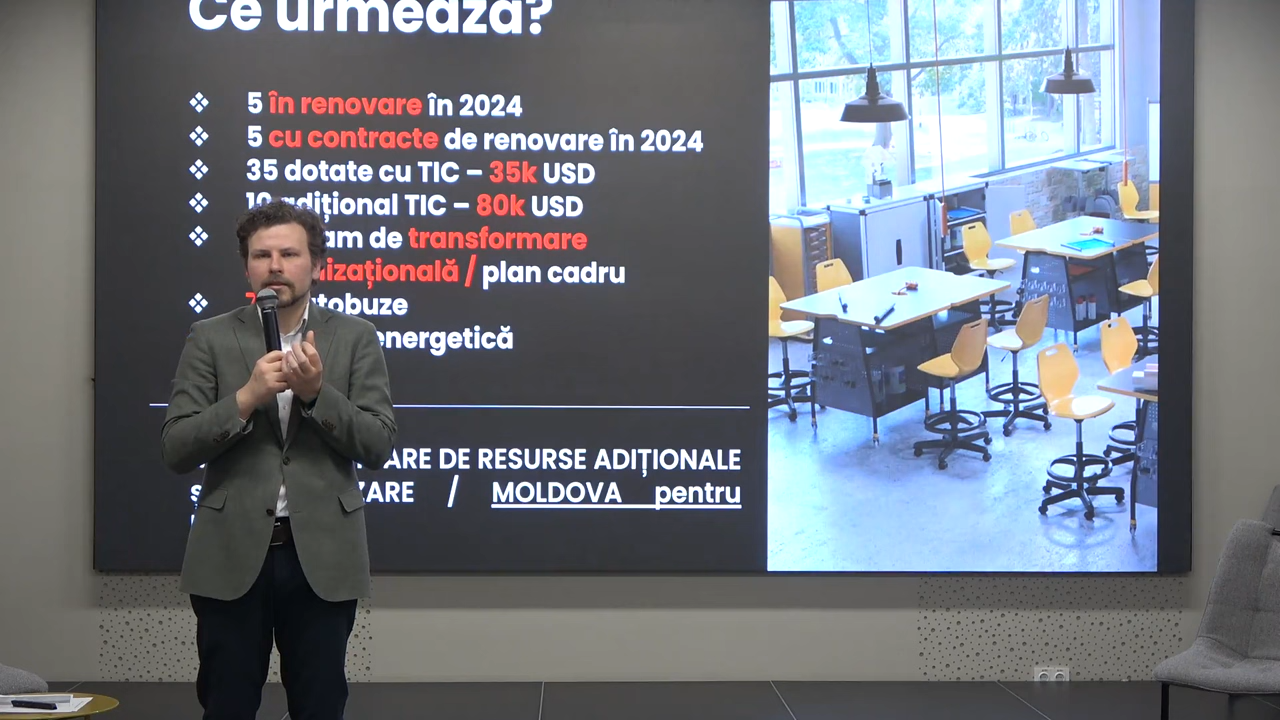 Ce urmează?
❖ 5 în renovare în 2024
❖ 5 cu contracte de renovare în 2024
❖ 35 dotate cu TIC – 35k USD
❖ 10 adițional TIC – 80k USD
❖ de transformare
/ plan cadru
❖
energetică
DE RESURSE ADIȚIONALE
/ MOLDOVA pentru